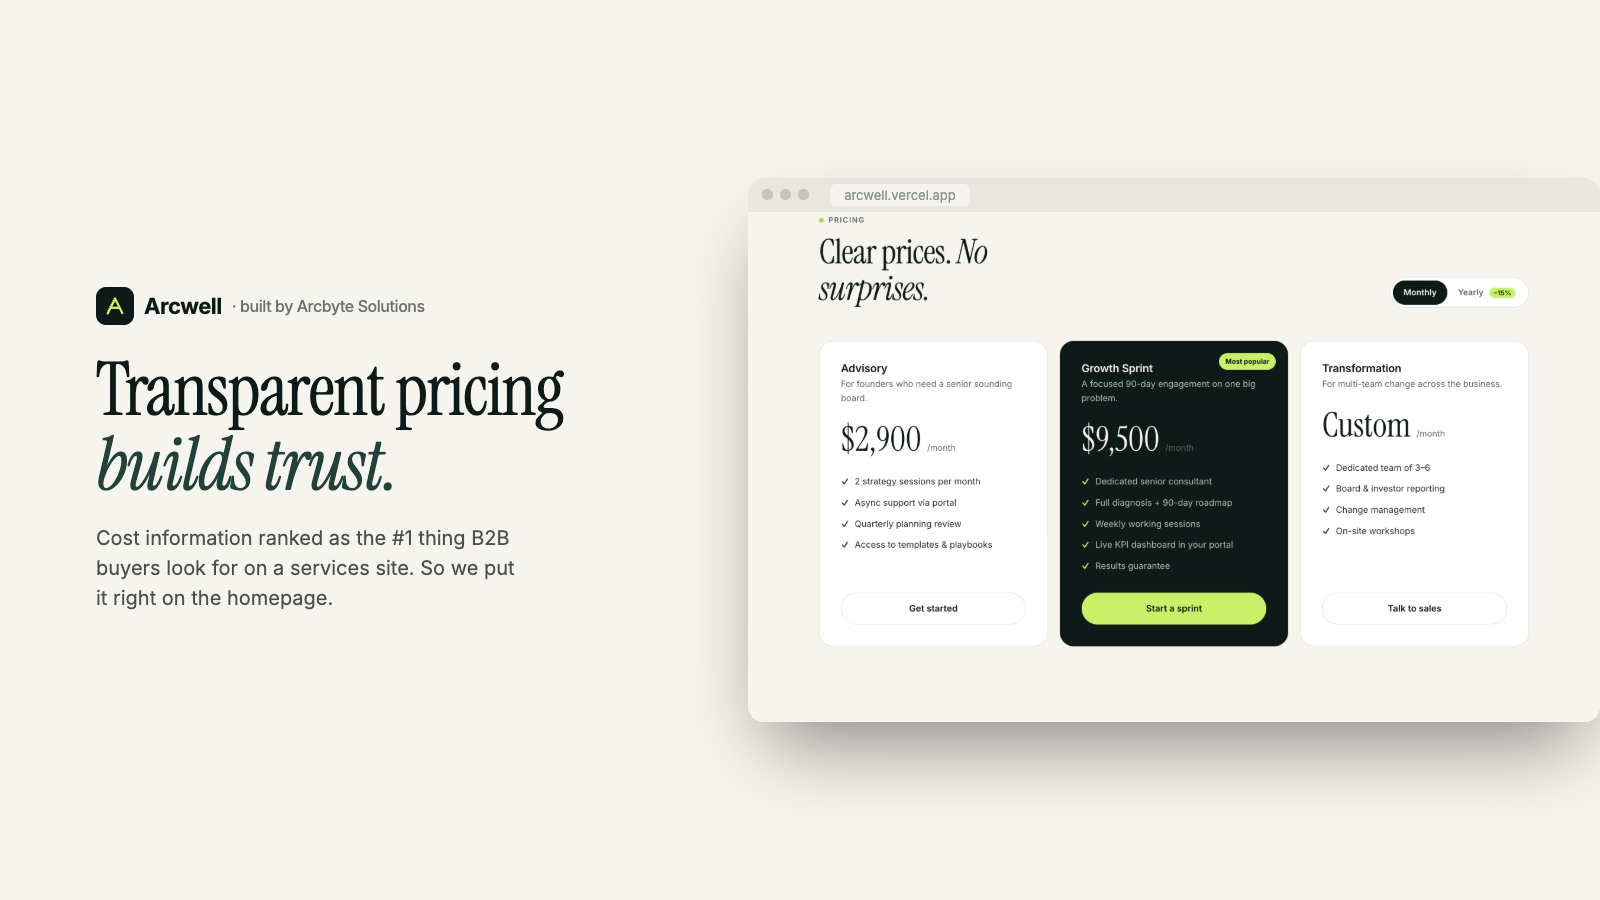 Arcwell · built by Arcbyte Solutions
Transparent pricing
builds trust.
Cost information ranked as the #1 thing B2B
buyers look for on a services site. So we put
it right on the homepage.
arcwell.vercel.app
PRICING
Clear prices. No
surprises.
Monthly
Yearly
−15%
Advisory
For founders who need a senior sounding
board.
$2,900 /month
2 strategy sessions per month
Async support via portal
Quarterly planning review
Access to templates & playbooks
Get started
Most popular
Growth Sprint
A focused 90-day engagement on one big
problem.
$9,500 /month
Dedicated senior consultant
Full diagnosis + 90-day roadmap
Weekly working sessions
Live KPI dashboard in your portal
Results guarantee
Start a sprint
Transformation
For multi-team change across the business.
Custom /month
Dedicated team of 3–6
Board & investor reporting
Change management
On-site workshops
Talk to sales